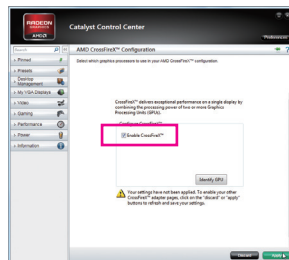 RADEON
GRAPHICS
AMD
Catalyst Control Center
Preferences
Search
AMD CrossFireX™ Configuration
Pinned
Select which graphics processors to use in your AMD CrossFireX™ configuration.
Presets
Desktop
Management
My VGA Displays
Video
CrossFireX™ delivers exceptional performance on a single display by
combining the processing power of two or more Graphics
Processing Units (GPUs).
Gaming
Performance
Configure CrossFireX™
Power
Enable CrossFireX™
Information
Identify GPU
Your settings have not been applied. To enable your other
CrossFireX™ adapter pages, click on the "discard" or "apply"
buttons to refresh and save your settings.
Discard
Apply